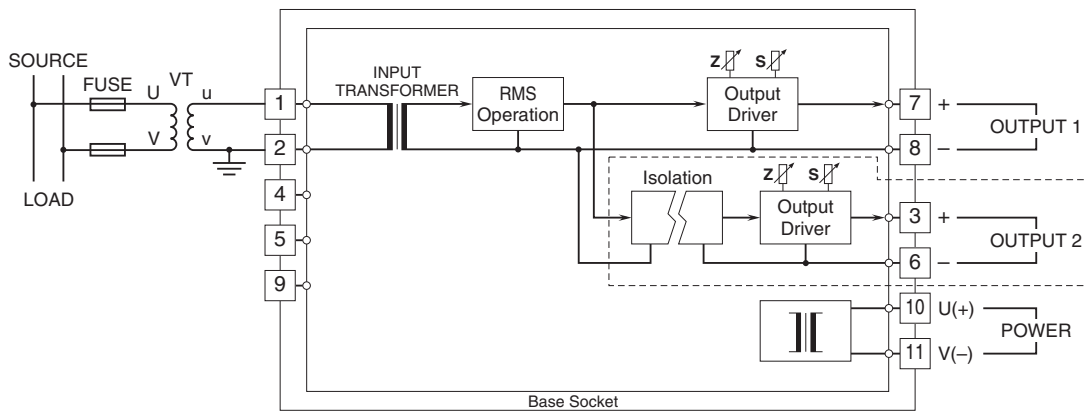 SOURCE
FUSE
VT
U
u
V
v
LOAD
1
2
4
5
9
INPUT
TRANSFORMER
RMS
Operation
Z
S
Output
Driver
7
+
8
–
OUTPUT 1
Isolation
Z
S
Output
Driver
3
+
6
–
OUTPUT 2
10
U(+)
11
V(–)
POWER
Base Socket